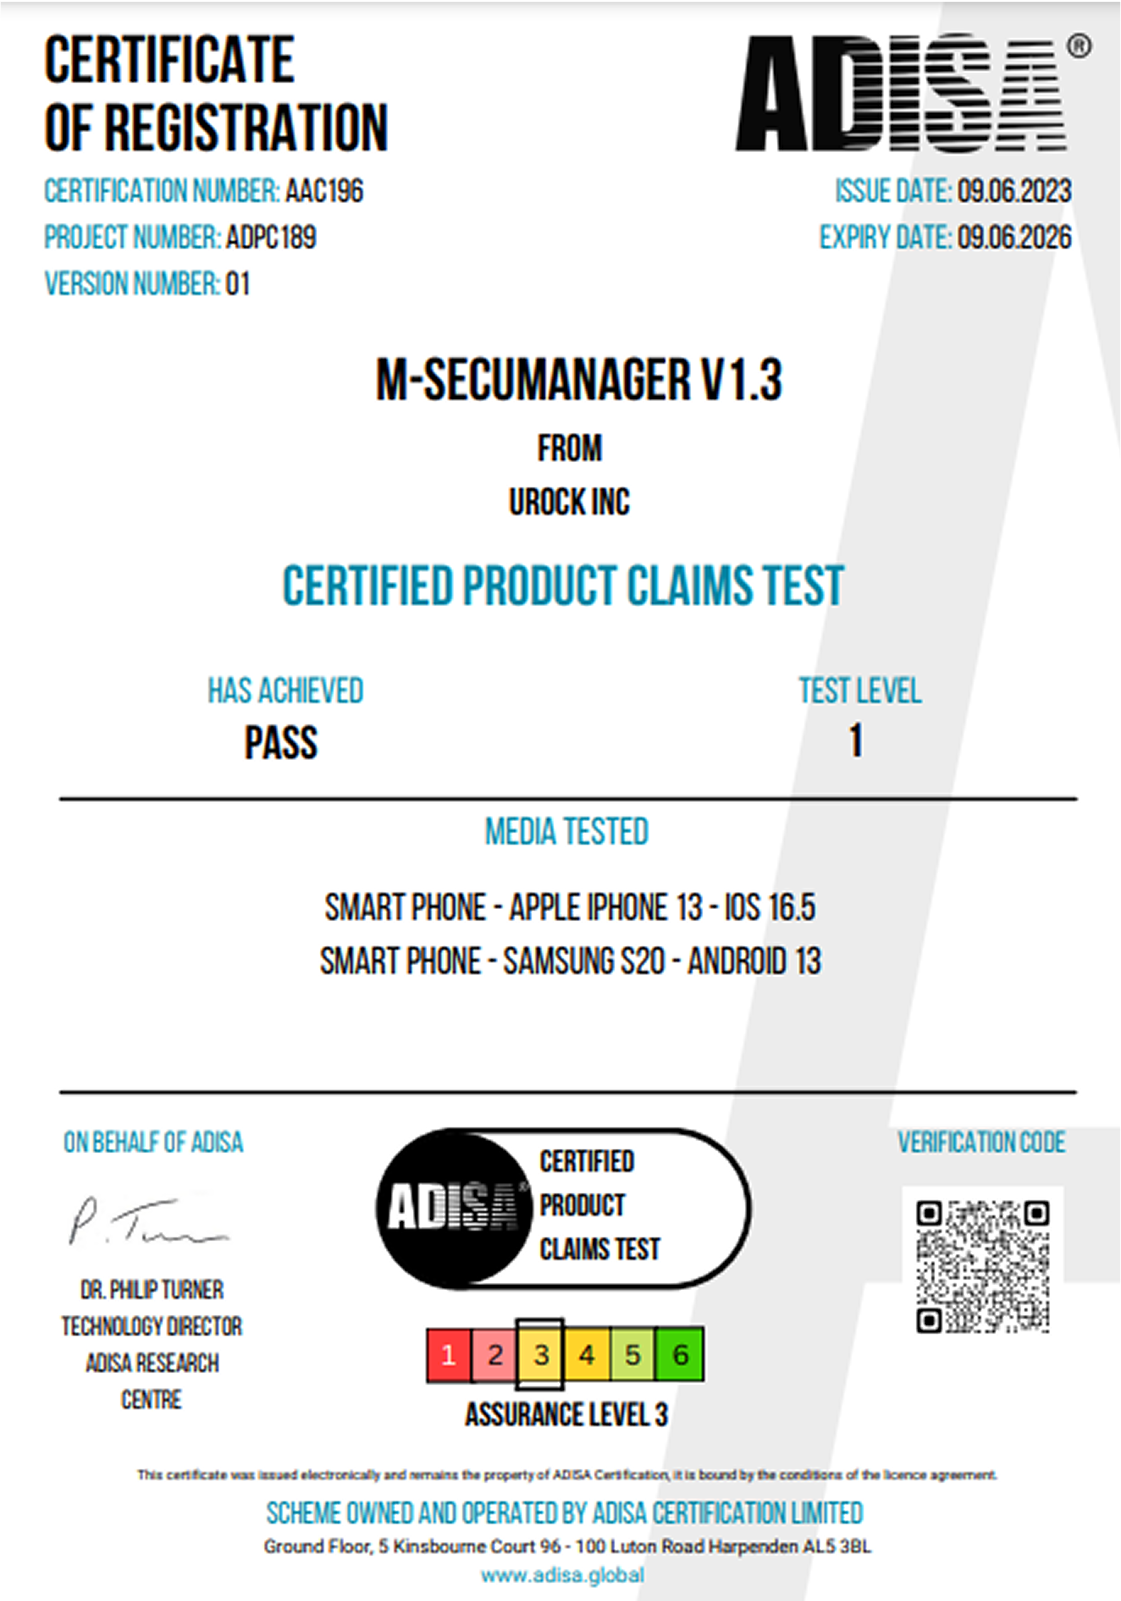 CERTIFICATE
OF REGISTRATION
ADISA®
CERTIFICATION NUMBER: AAC196
PROJECT NUMBER: ADPC189
VERSION NUMBER: 01
ISSUE DATE: 09.06.2023
EXPIRY DATE: 09.06.2026
M-SECUMANAGER V1.3
FROM
UROCK INC
CERTIFIED PRODUCT CLAIMS TEST
HAS ACHIEVED
PASS
TEST LEVEL
1
MEDIA TESTED
SMART PHONE - APPLE IPHONE 13 - IOS 16.5
SMART PHONE - SAMSUNG S20 - ANDROID 13
ON BEHALF OF ADISA
P. Turner
DR. PHILIP TURNER
TECHNOLOGY DIRECTOR
ADISA RESEARCH
CENTRE
ADISA®
CERTIFIED
PRODUCT
CLAIMS TEST
1 2 3 4 5 6
ASSURANCE LEVEL 3
VERIFICATION CODE
This certificate was issued electronically and remains the property of ADISA Certification, it is bound by the conditions of the licence agreement.
SCHEME OWNED AND OPERATED BY ADISA CERTIFICATION LIMITED
Ground Floor, 5 Kinsbourne Court 96 - 100 Luton Road Harpenden AL5 3BL
www.adisa.global